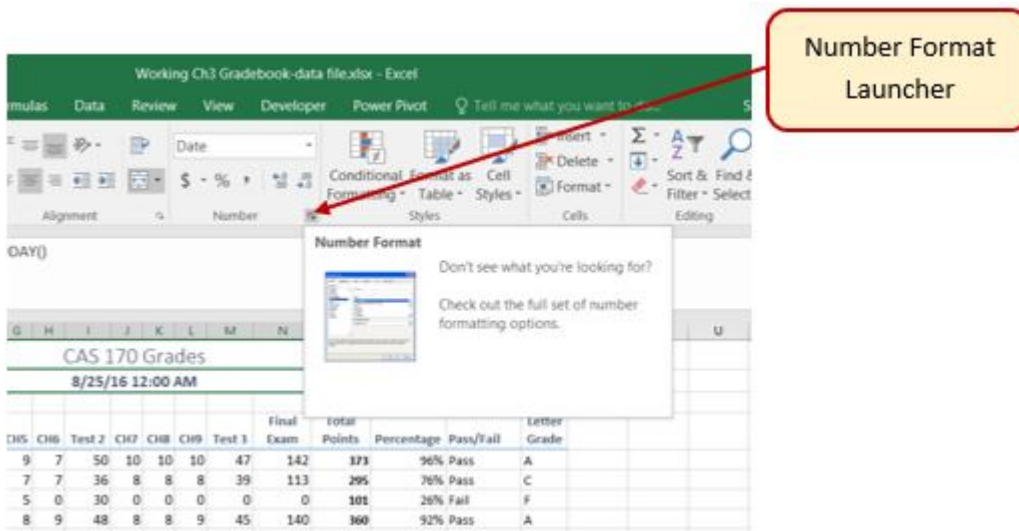 Number Format
Launcher
Working Ch3 Gradebook-data file.xlsx - Excel
rmulas Data Review View Developer Power Pivot Tell me what you want to do...
Date
Insert
$ % Conditional Format as Cell Delete Sort & Find &
Formatting Table Styles Format Filter Select
Alignment Number Styles Cells Editing
ODAY()
Number Format
Don't see what you're looking for?
Check out the full set of number
formatting options.
G H I J K L M N U
CAS 170 Grades
8/25/16 12:00 AM
Final Total Letter
CH5 CH6 Test 2 CH7 CH8 CH9 Test 3 Exam Points Percentage Pass/Fail Grade
9 7 50 10 10 10 47 142 373 96% Pass A
7 7 36 8 8 8 39 113 295 76% Pass C
5 0 30 0 0 0 0 0 101 26% Fail F
8 9 48 8 8 9 45 140 360 92% Pass A